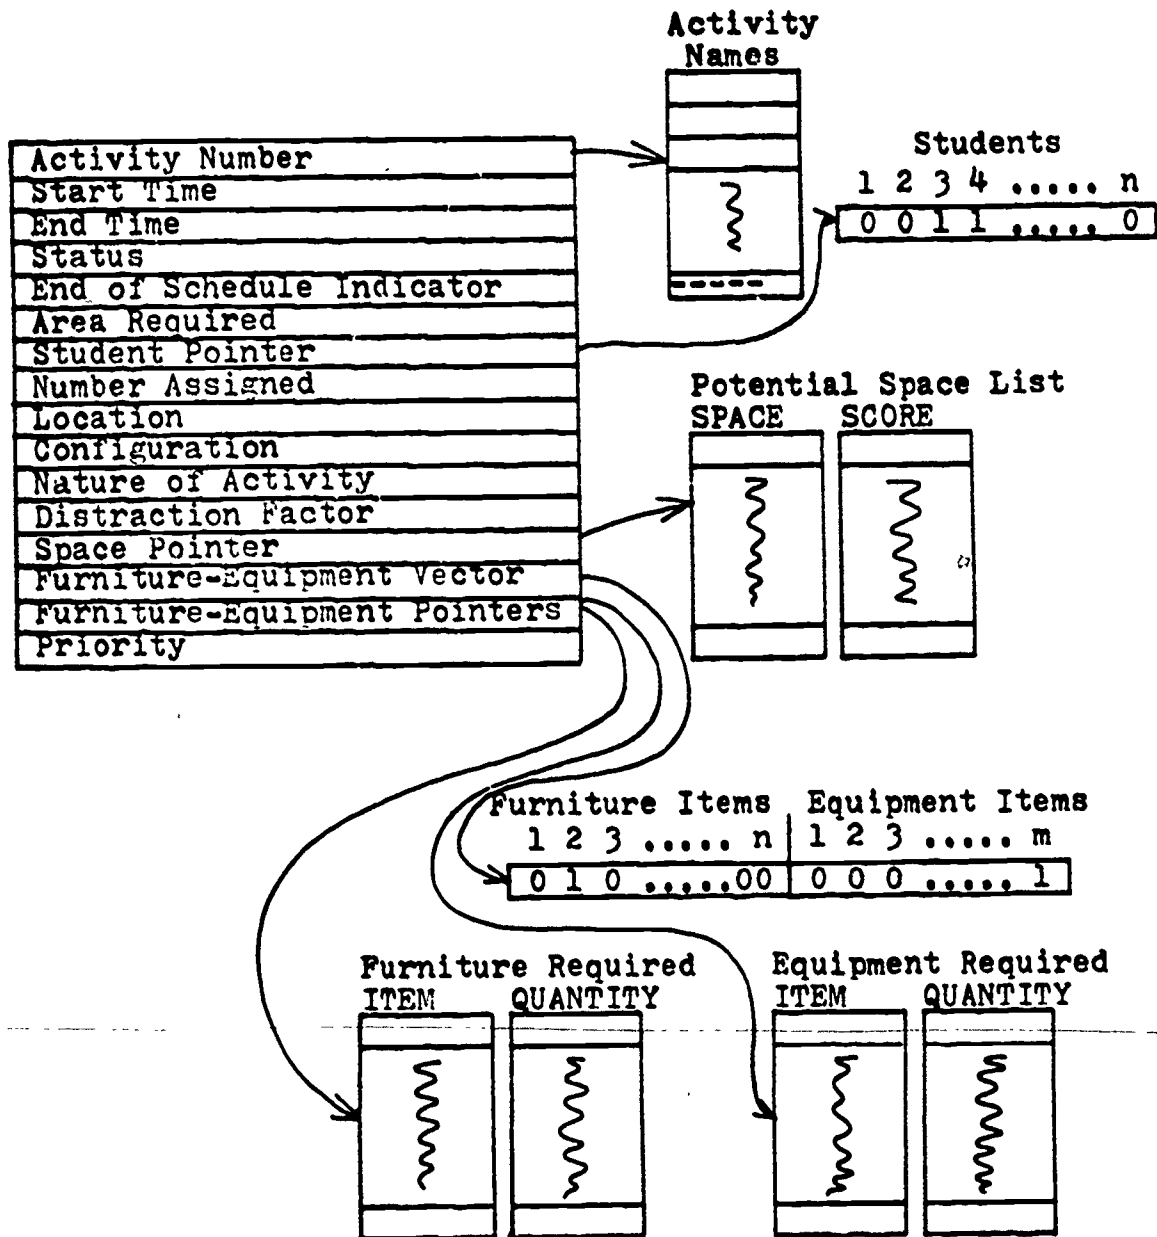 Activity
Names
Activity Number
Start Time
End Time
Status
End of Schedule Indicator
Area Required
Student Pointer
Number Assigned
Location
Configuration
Nature of Activity
Distraction Factor
Space Pointer
Furniture-Equipment Vector
Furniture-Equipment Pointers
Priority
Students
1 2 3 4 ..... n
0 0 1 1 ..... 0
Potential Space List
SPACE SCORE
Furniture Items Equipment Items
1 2 3 ..... n 1 2 3 ..... m
0 1 0 .....00 0 0 0 ..... 1
Furniture Required
ITEM QUANTITY
Equipment Required
ITEM QUANTITY